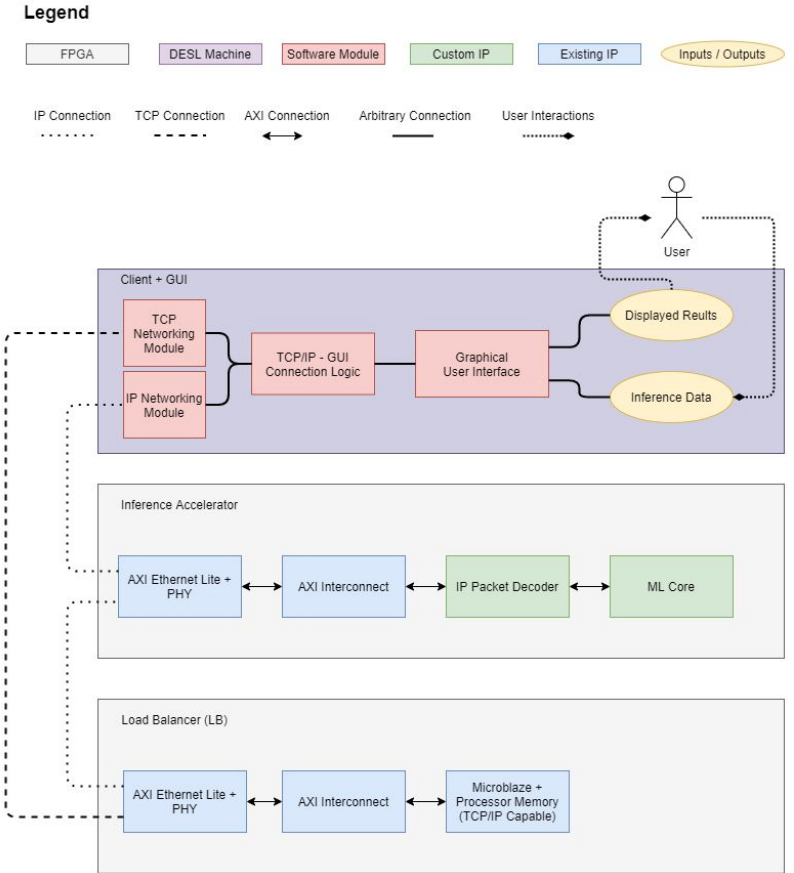 Legend
FPGA
DESL Machine
Software Module
Custom IP
Existing IP
Inputs / Outputs
IP Connection
TCP Connection
AXI Connection
Arbitrary Connection
User Interactions
User
Client + GUI
TCP
Networking
Module
IP Networking
Module
TCP/IP - GUI
Connection Logic
Graphical
User Interface
Displayed Reults
Inference Data
Inference Accelerator
AXI Ethernet Lite +
PHY
AXI Interconnect
IP Packet Decoder
ML Core
Load Balancer (LB)
AXI Ethernet Lite +
PHY
AXI Interconnect
Microblaze +
Processor Memory
(TCP/IP Capable)